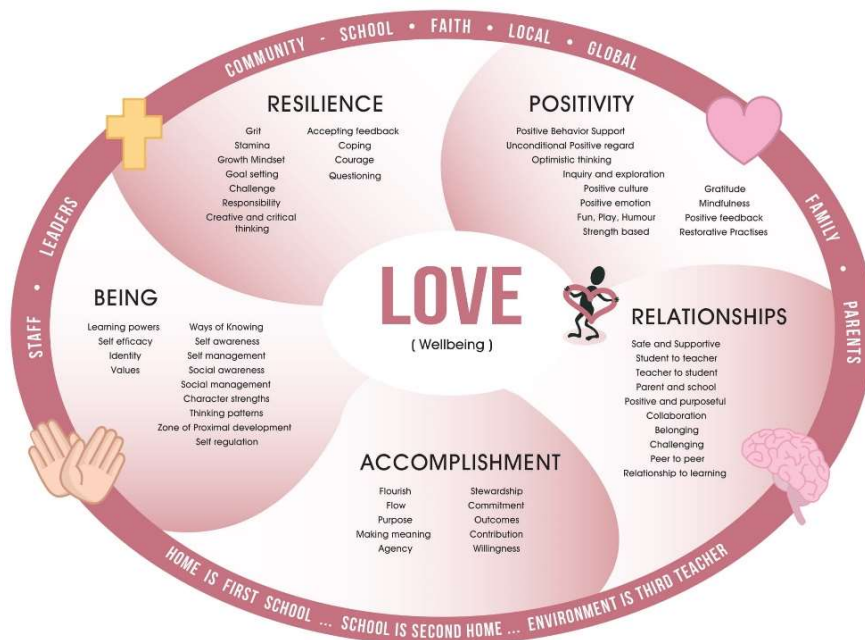 COMMUNITY - SCHOOL • FAITH • LOCAL • GLOBAL
FAMILY • PARENTS
STAFF • LEADERS
RESILIENCE
Grit
Stamina
Growth Mindset
Goal setting
Challenge
Responsibility
Creative and critical
thinking
Accepting feedback
Coping
Courage
Questioning
POSITIVITY
Positive Behavior Support
Unconditional Positive regard
Optimistic thinking
Inquiry and exploration
Positive culture
Positive emotion
Fun, Play, Humour
Strength based
Gratitude
Mindfulness
Positive feedback
Restorative Practises
LOVE
( Wellbeing )
BEING
Learning powers
Self efficacy
Identity
Values
Ways of Knowing
Self awareness
Self management
Social awareness
Social management
Character strengths
Thinking patterns
Zone of Proximal development
Self regulation
RELATIONSHIPS
Safe and Supportive
Student to teacher
Teacher to student
Parent and school
Positive and purposeful
Collaboration
Belonging
Challenging
Peer to peer
Relationship to learning
ACCOMPLISHMENT
Flourish
Flow
Purpose
Making meaning
Agency
Stewardship
Commitment
Outcomes
Contribution
Willingness
HOME IS FIRST SCHOOL ... SCHOOL IS SECOND HOME ... ENVIRONMENT IS THIRD TEACHER